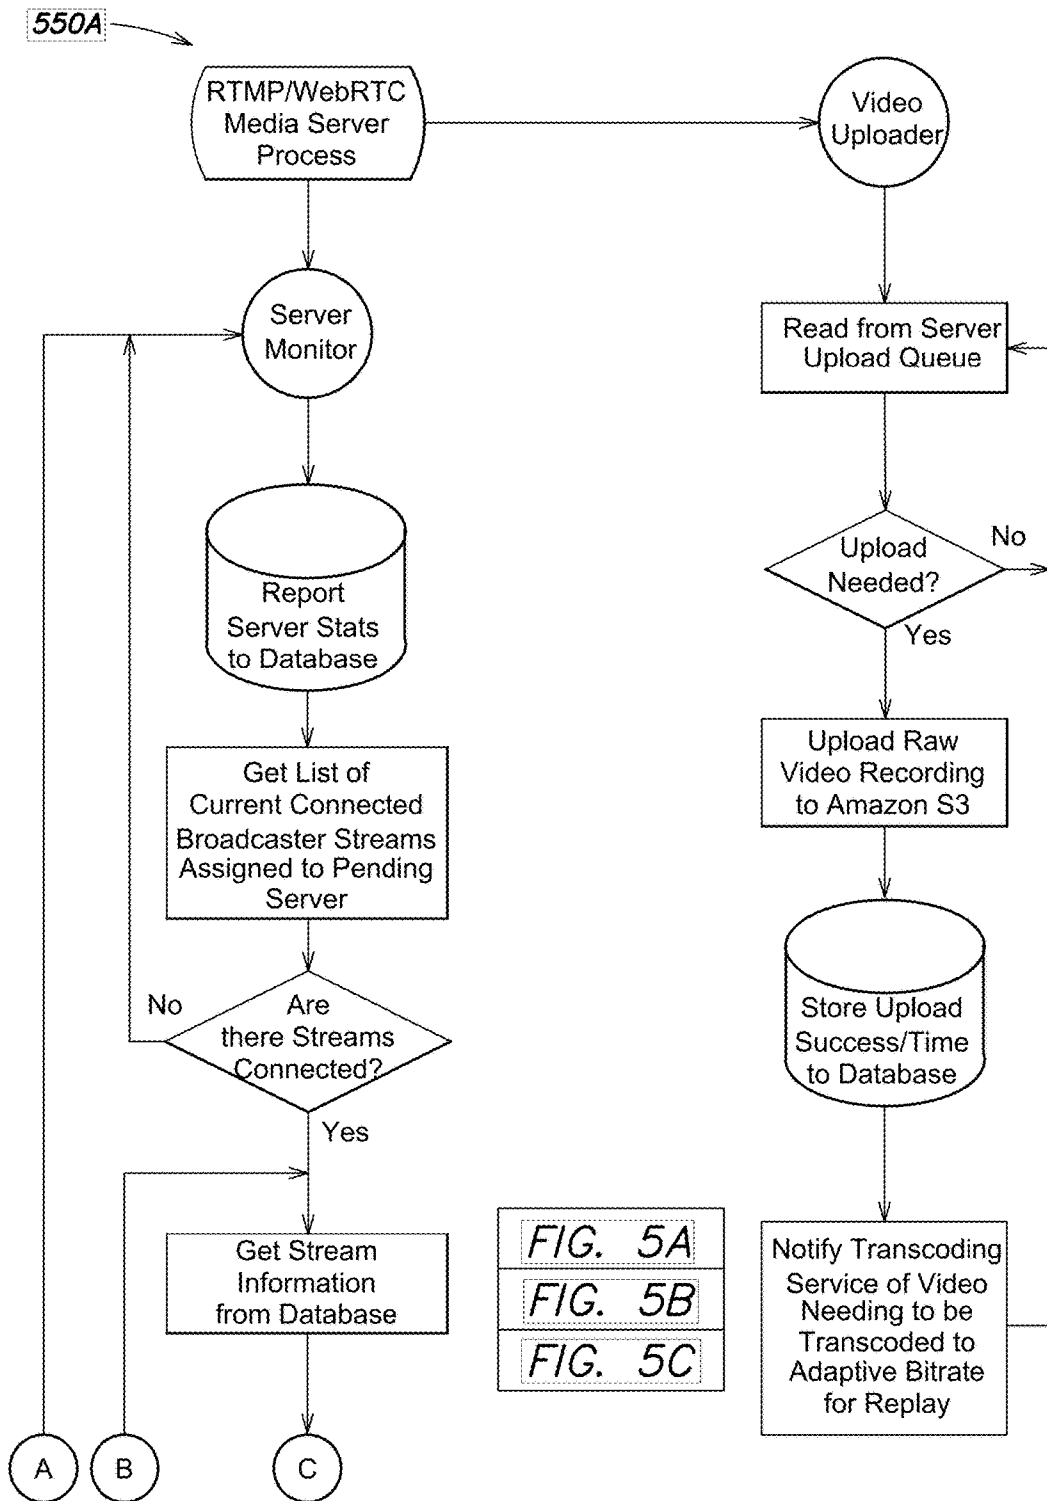 550A
RTMP/WebRTC
Media Server
Process
Video
Uploader
Server
Monitor
Read from Server
Upload Queue
Report
Server Stats
to Database
Upload
Needed?
No
Yes
Get List of
Current Connected
Broadcaster Streams
Assigned to Pending
Server
Upload Raw
Video Recording
to Amazon S3
No
Are
there Streams
Connected?
Yes
Store Upload
Success/Time
to Database
Get Stream
Information
from Database
FIG. 5A
FIG. 5B
FIG. 5C
Notify Transcoding
Service of Video
Needing to be
Transcoded to
Adaptive Bitrate
for Replay
A
B
C